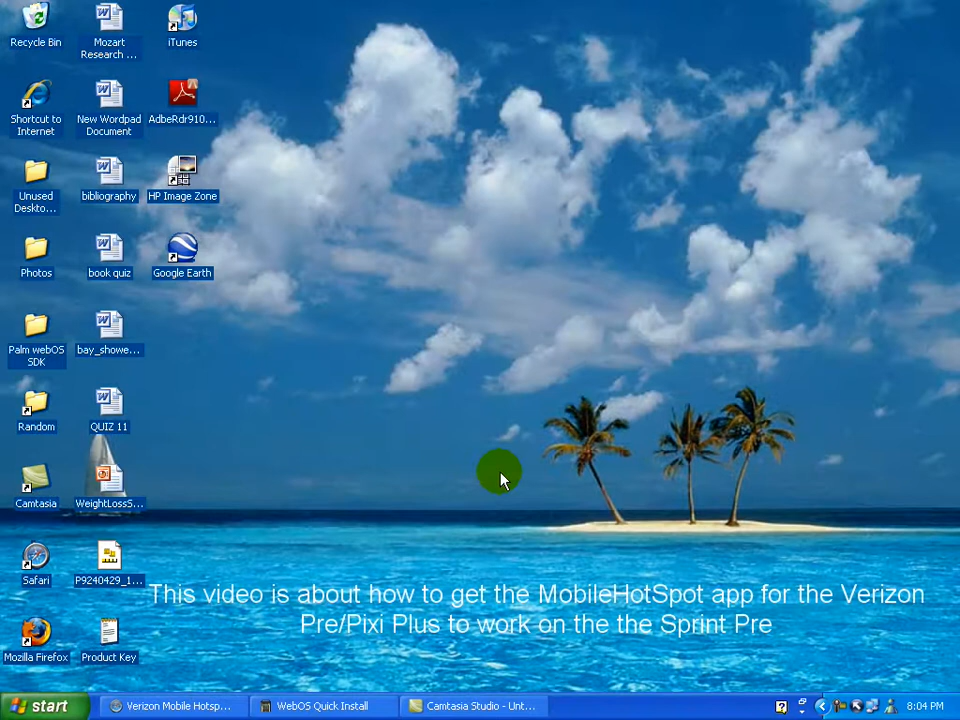 Recycle Bin
Mozart
Research ...
iTunes
Shortcut to
Internet
New Wordpad
Document
AdbeRdr910...
Unused
Deskto...
bibliography
HP Image Zone
Photos
book quiz
Google Earth
Palm webOS
SDK
bay_showe...
Random
QUIZ 11
Camtasia
WeightLossS...
Safari
P9240429_1...
Mozilla Firefox
Product Key
This video is about how to get the MobileHotSpot app for the Verizon
Pre/Pixi Plus to work on the the Sprint Pre
start
Verizon Mobile Hotsp...
WebOS Quick Install
Camtasia Studio - Unt...
8:04 PM